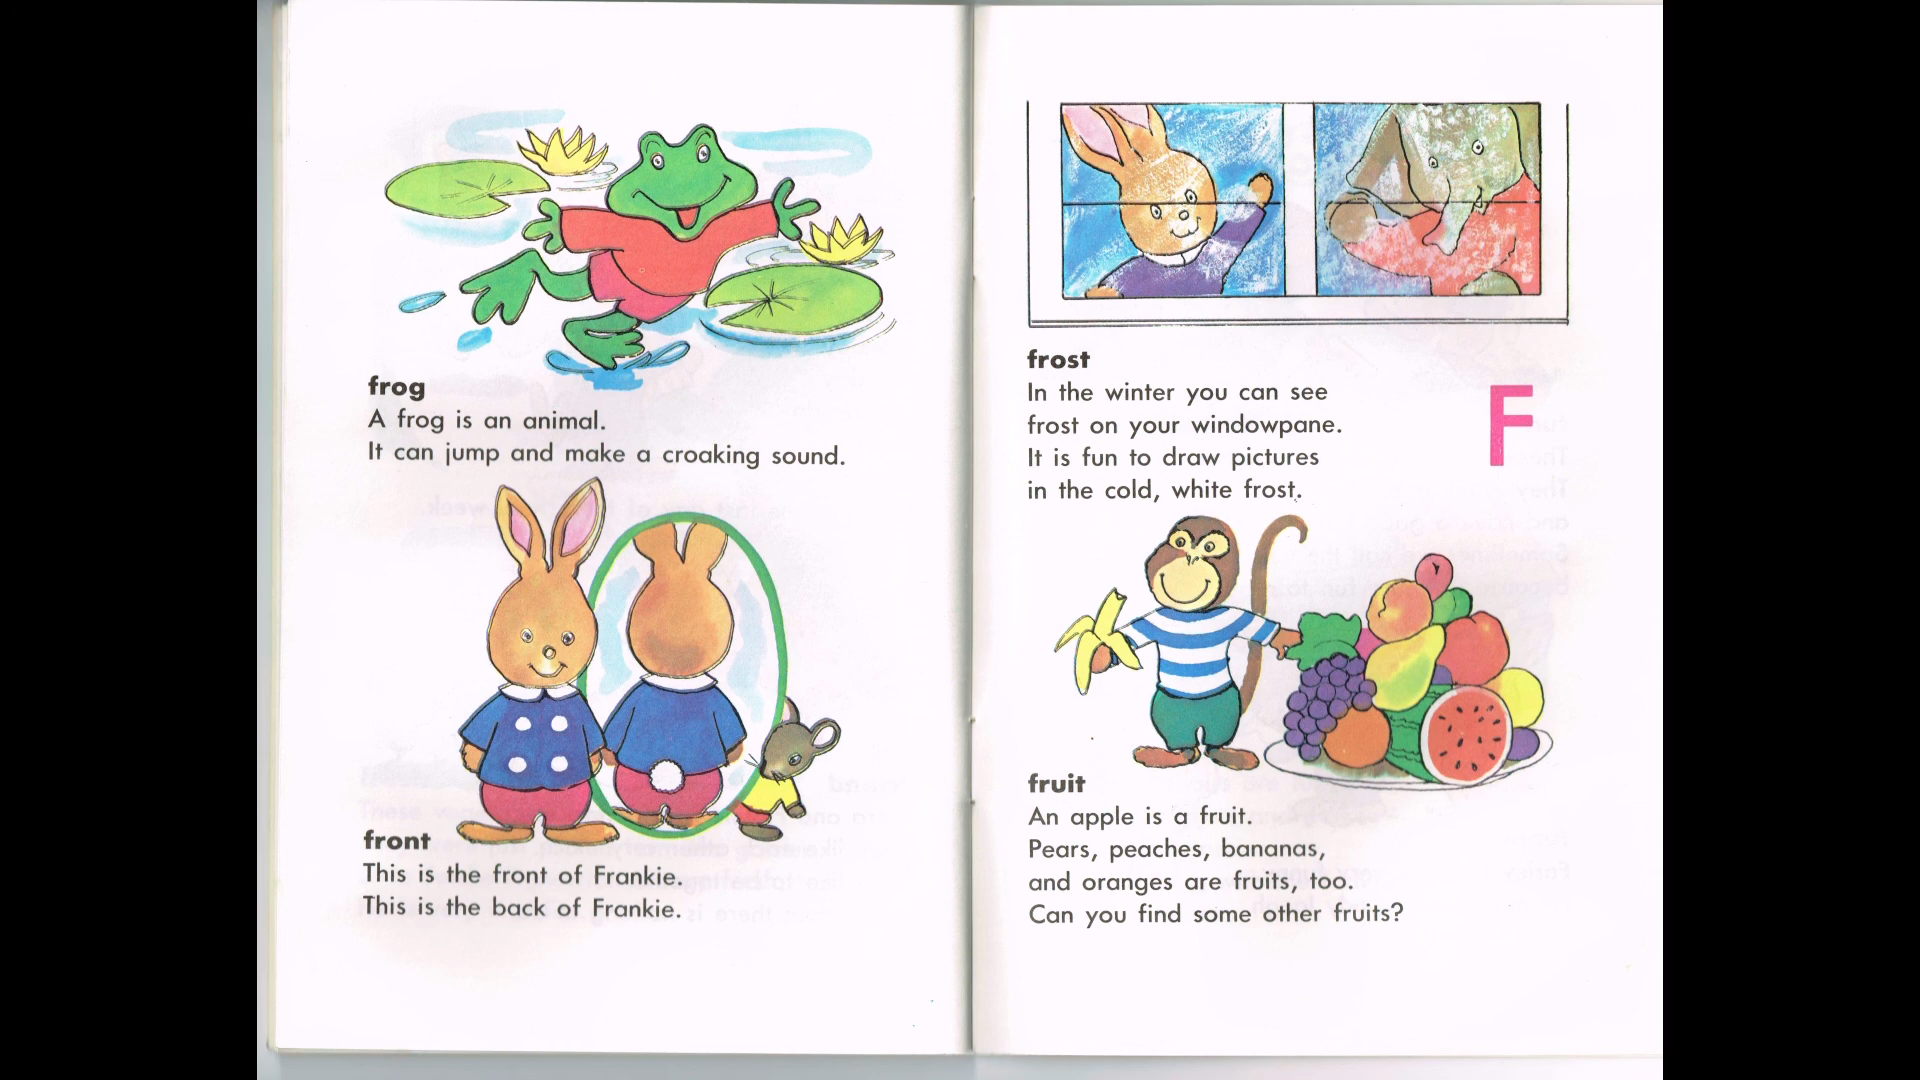 frog
A frog is an animal.
It can jump and make a croaking sound.
front
This is the front of Frankie.
This is the back of Frankie.
frost
In the winter you can see
frost on your windowpane.
It is fun to draw pictures
in the cold, white frost.
F
fruit
An apple is a fruit.
Pears, peaches, bananas,
and oranges are fruits, too.
Can you find some other fruits?